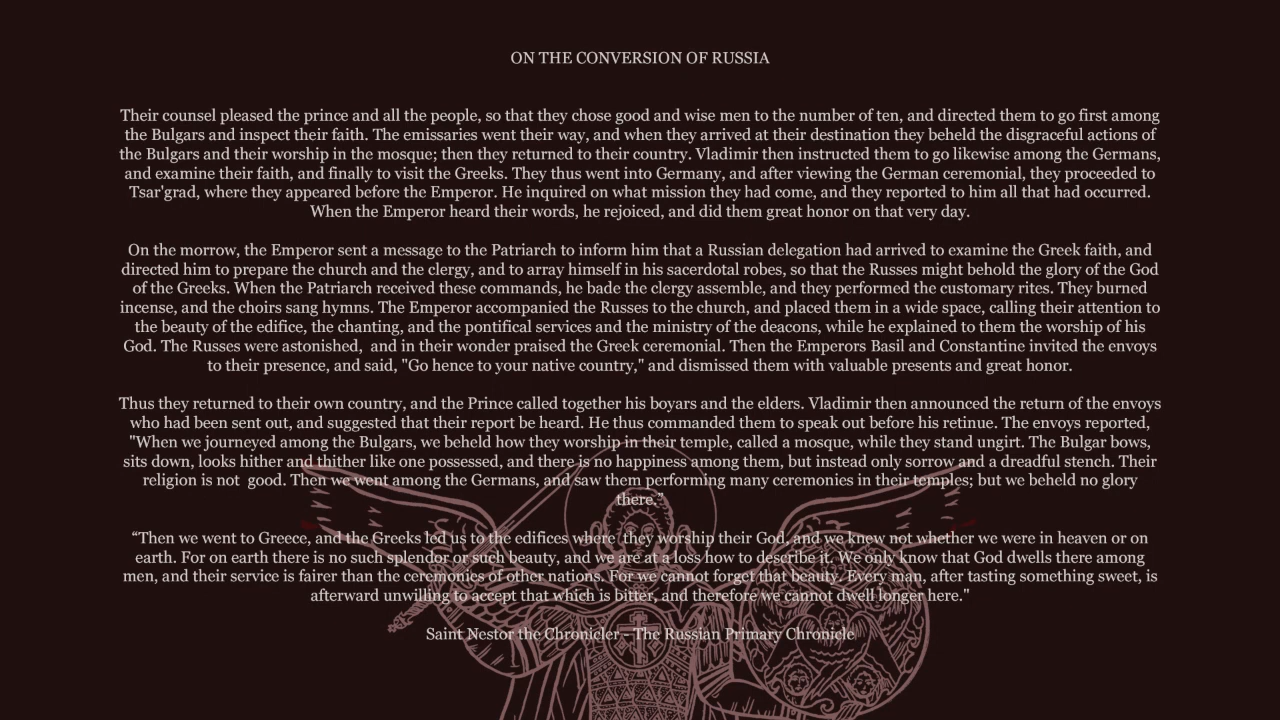 ON THE CONVERSION OF RUSSIA
Their counsel pleased the prince and all the people, so that they chose good and wise men to the number of ten, and directed them to go first among
the Bulgars and inspect their faith. The emissaries went their way, and when they arrived at their destination they beheld the disgraceful actions of
the Bulgars and their worship in the mosque; then they returned to their country. Vladimir then instructed them to go likewise among the Germans,
and examine their faith, and finally to visit the Greeks. They thus went into Germany, and after viewing the German ceremonial, they proceeded to
Tsar'grad, where they appeared before the Emperor. He inquired on what mission they had come, and they reported to him all that had occurred.
When the Emperor heard their words, he rejoiced, and did them great honor on that very day.
On the morrow, the Emperor sent a message to the Patriarch to inform him that a Russian delegation had arrived to examine the Greek faith, and
directed him to prepare the church and the clergy, and to array himself in his sacerdotal robes, so that the Russes might behold the glory of the God
of the Greeks. When the Patriarch received these commands, he bade the clergy assemble, and they performed the customary rites. They burned
incense, and the choirs sang hymns. The Emperor accompanied the Russes to the church, and placed them in a wide space, calling their attention to
the beauty of the edifice, the chanting, and the pontifical services and the ministry of the deacons, while he explained to them the worship of his
God. The Russes were astonished,  and in their wonder praised the Greek ceremonial. Then the Emperors Basil and Constantine invited the envoys
to their presence, and said, "Go hence to your native country," and dismissed them with valuable presents and great honor.
Thus they returned to their own country, and the Prince called together his boyars and the elders. Vladimir then announced the return of the envoys
who had been sent out, and suggested that their report be heard. He thus commanded them to speak out before his retinue. The envoys reported,
"When we journeyed among the Bulgars, we beheld how they worship in their temple, called a mosque, while they stand ungirt. The Bulgar bows,
sits down, looks hither and thither like one possessed, and there is no happiness among them, but instead only sorrow and a dreadful stench. Their
religion is not  good. Then we went among the Germans, and saw them performing many ceremonies in their temples; but we beheld no glory
there.”
“Then we went to Greece, and the Greeks led us to the edifices where  they worship their God, and we knew not whether we were in heaven or on
earth. For on earth there is no such splendor or such beauty, and we are at a loss how to describe it. We only know that God dwells there among
men, and their service is fairer than the ceremonies of other nations. For we cannot forget that beauty. Every man, after tasting something sweet, is
afterward unwilling to accept that which is bitter, and therefore we cannot dwell longer here."
Saint Nestor the Chronicler - The Russian Primary Chronicle